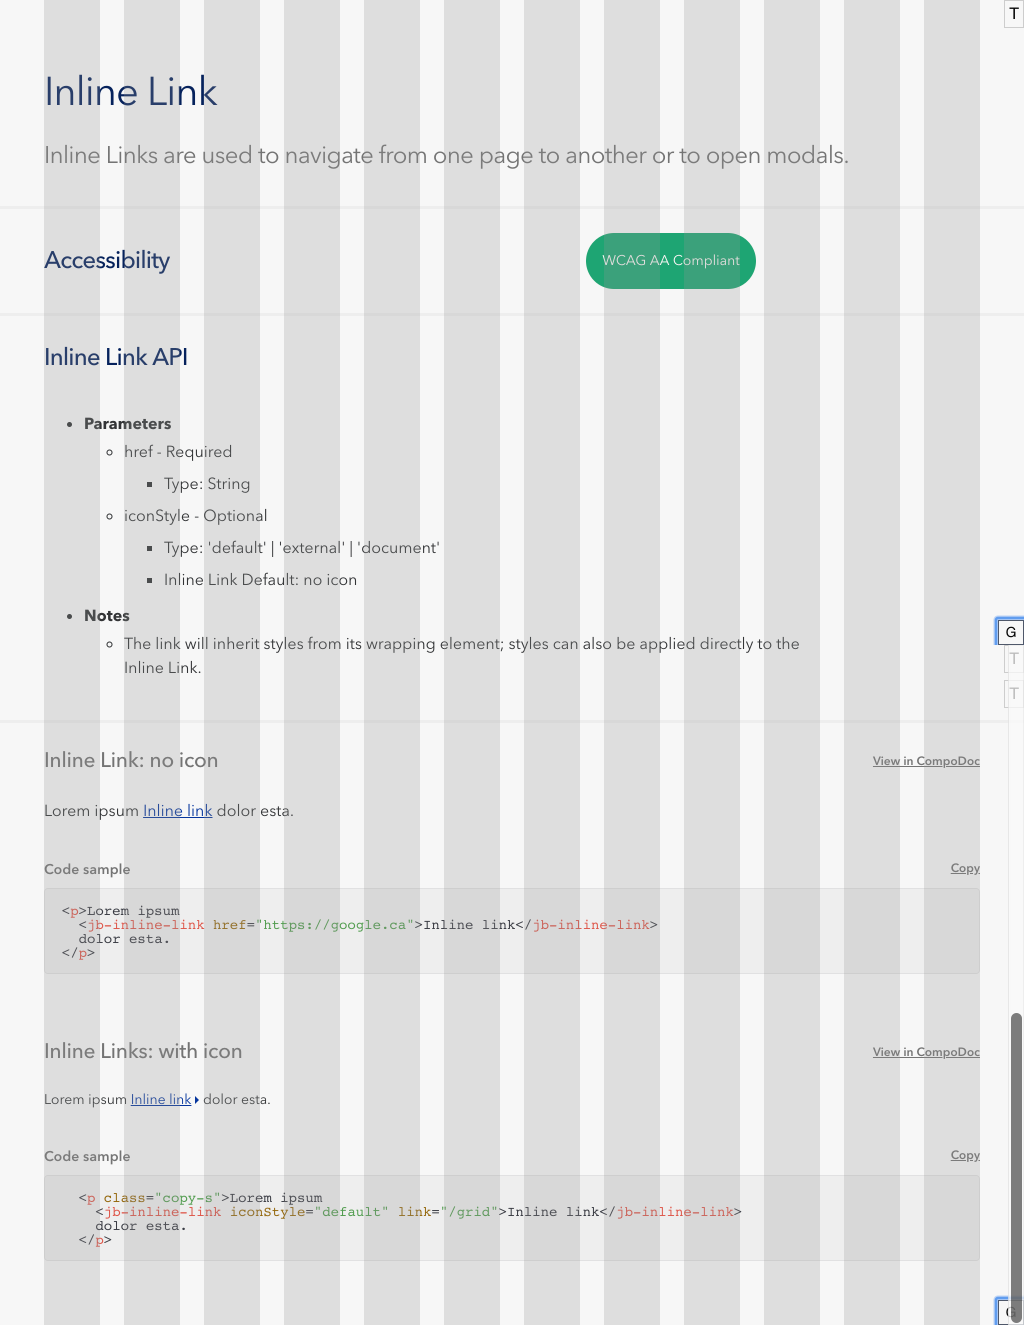 T
Inline Link
Inline Links are used to navigate from one page to another or to open modals.
Accessibility
WCAG AA Compliant
Inline Link API
Parameters
href - Required
Type: String
iconStyle - Optional
Type: 'default' | 'external' | 'document'
Inline Link Default: no icon
Notes
The link will inherit styles from its wrapping element; styles can also be applied directly to the
Inline Link.
G
T
T
Inline Link: no icon
View in CompoDoc
Lorem ipsum Inline link dolor esta.
Code sample
Copy
<p>Lorem ipsum
<jb-inline-link href="https://google.ca">Inline link</jb-inline-link>
dolor esta.
</p>
Inline Links: with icon
View in CompoDoc
Lorem ipsum Inline link dolor esta.
Code sample
Copy
<p class="copy-s">Lorem ipsum
<jb-inline-link iconStyle="default" link="/grid">Inline link</jb-inline-link>
dolor esta.
</p>
G